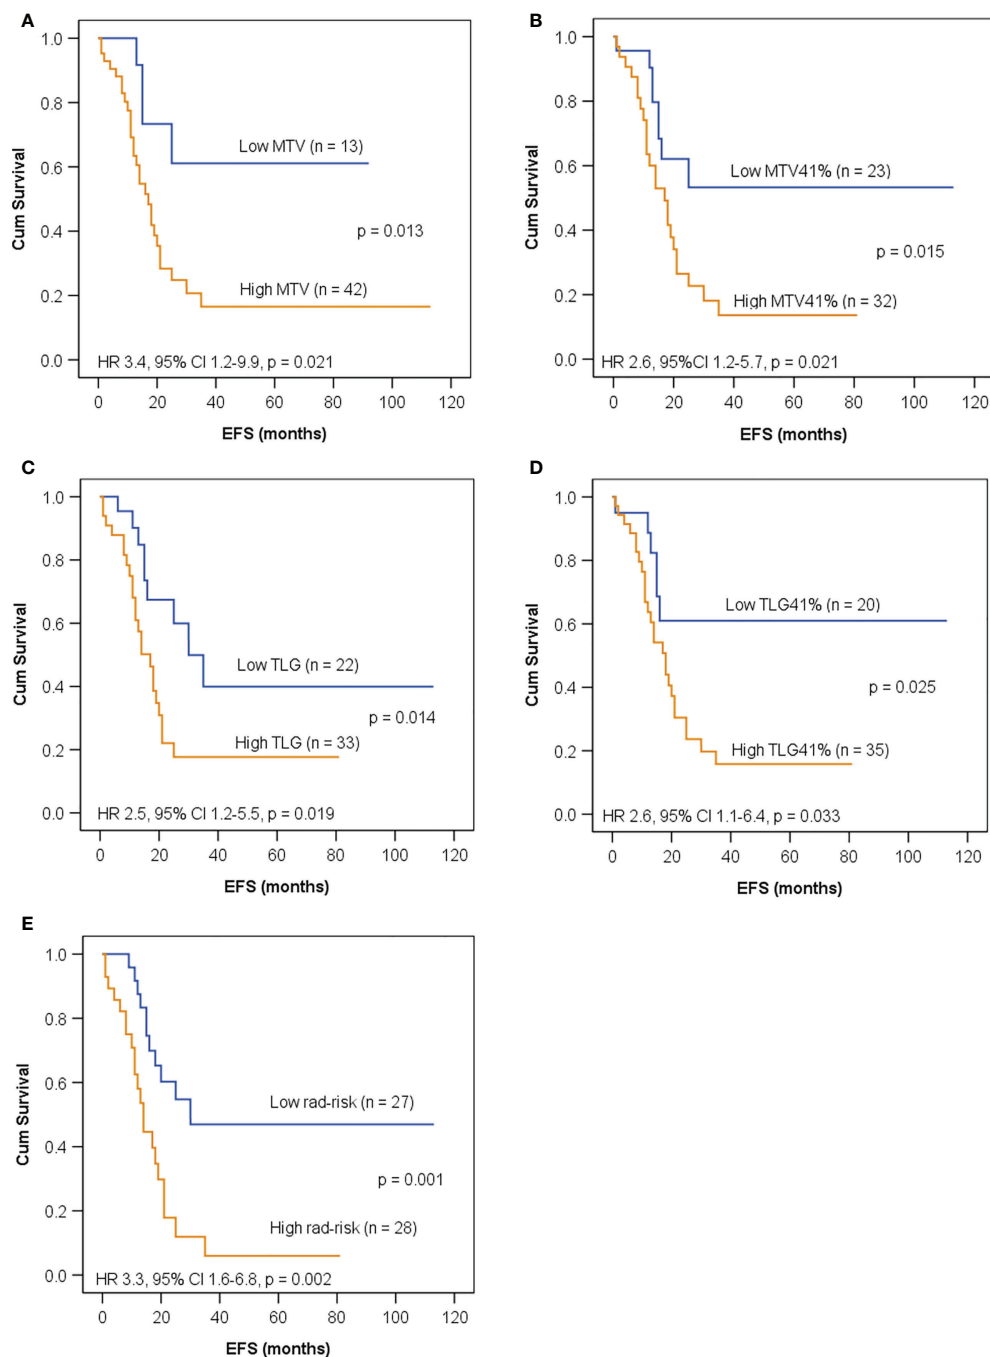 A
Cum Survival
1.0
0.8
0.6
0.4
0.2
0.0
Low MTV (n = 13)
p = 0.013
High MTV (n = 42)
HR 3.4, 95% CI 1.2-9.9, p = 0.021
0 20 40 60 80 100 120
EFS (months)
B
Cum Survival
1.0
0.8
0.6
0.4
0.2
0.0
Low MTV41% (n = 23)
p = 0.015
High MTV41% (n = 32)
HR 2.6, 95%CI 1.2-5.7, p = 0.021
0 20 40 60 80 100 120
EFS (months)
C
Cum Survival
1.0
0.8
0.6
0.4
0.2
0.0
Low TLG (n = 22)
p = 0.014
High TLG (n = 33)
HR 2.5, 95% CI 1.2-5.5, p = 0.019
0 20 40 60 80 100 120
EFS (months)
D
Cum Survival
1.0
0.8
0.6
0.4
0.2
0.0
Low TLG41% (n = 20)
p = 0.025
High TLG41% (n = 35)
HR 2.6, 95% CI 1.1-6.4, p = 0.033
0 20 40 60 80 100 120
EFS (months)
E
Cum Survival
1.0
0.8
0.6
0.4
0.2
0.0
Low rad-risk (n = 27)
p = 0.001
High rad-risk (n = 28)
HR 3.3, 95% CI 1.6-6.8, p = 0.002
0 20 40 60 80 100 120
EFS (months)